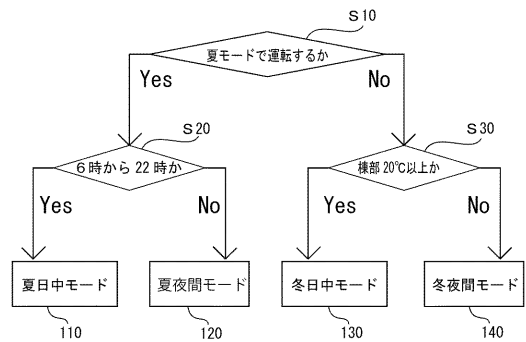 S10
夏モードで運転するか
Yes
No
S20
S30
6時から22時か
棟部20℃以上か
Yes
No
Yes
No
夏日中モード
夏夜間モード
冬日中モード
冬夜間モード
110
120
130
140